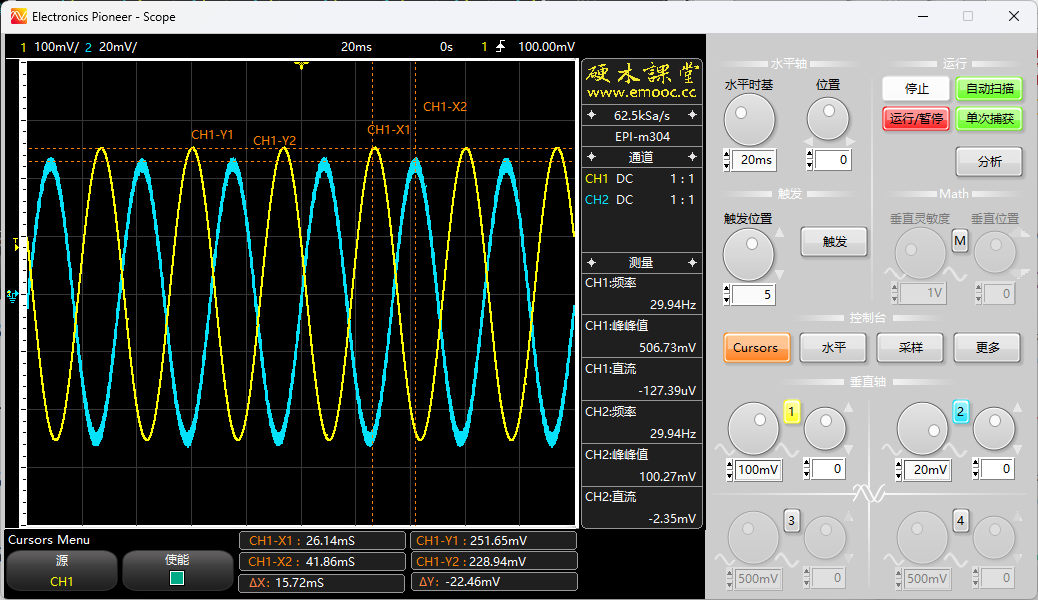 Electronics Pioneer - Scope
1 100mV/ 2 20mV/ 20ms 0s 1 100.00mV
CH1-X2
CH1-X1
CH1-Y1
CH1-Y2
T
硬木課堂
www.emooc.cc
62.5kSa/s
EPI-m304
通道
CH1 DC 1 : 1
CH2 DC 1 : 1
测量
CH1:频率
29.94Hz
CH1:峰峰值
506.73mV
CH1:直流
-127.39uV
CH2:频率
29.94Hz
CH2:峰峰值
100.27mV
CH2:直流
-2.35mV
Cursors Menu
源
CH1
使能
CH1-X1 : 26.14mS
CH1-X2 : 41.86mS
ΔX: 15.72mS
CH1-Y1 : 251.65mV
CH1-Y2 : 228.94mV
ΔY: -22.46mV
水平轴
水平时基 位置
20ms 0
运行
停止 自动扫描
运行/暂停 单次捕获
分析
触发
触发位置
触发
5
Math
垂直灵敏度 垂直位置
M
1V 0
控制台
Cursors 水平 采样 更多
垂直轴
1 2
100mV 0 20mV 0
3 4
500mV 0 500mV 0